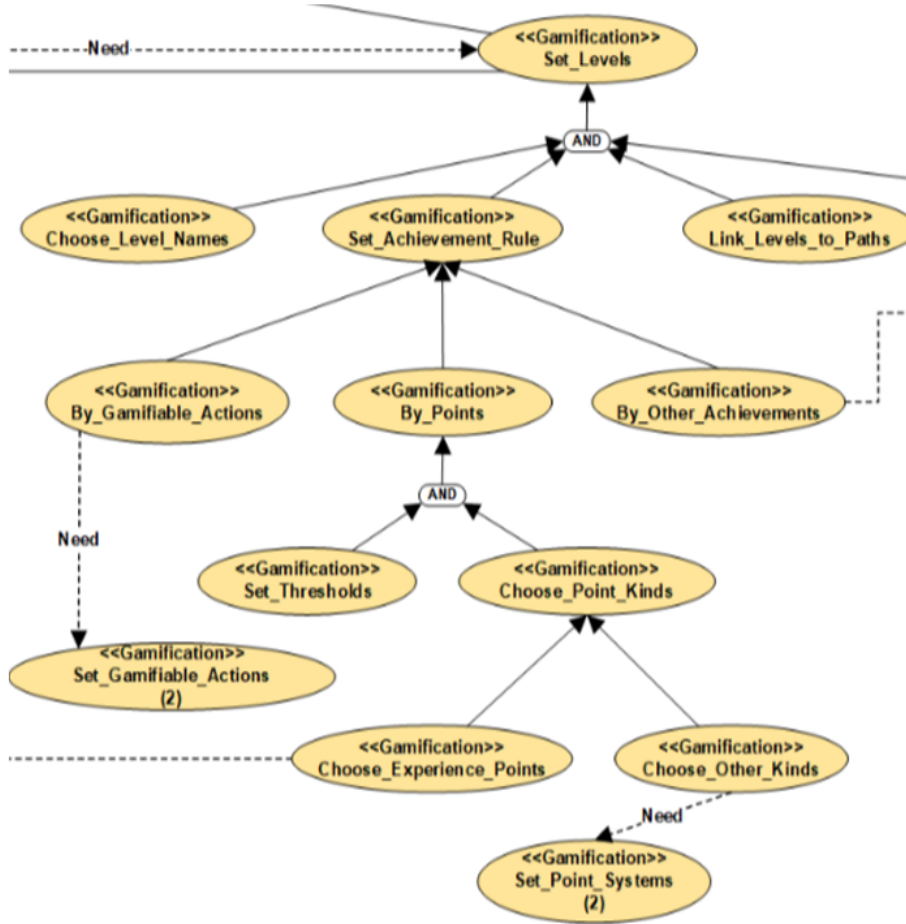 <<Gamification>>
Set_Levels
Need
AND
<<Gamification>>
Choose_Level_Names
<<Gamification>>
Set_Achievement_Rule
<<Gamification>>
Link_Levels_to_Paths
<<Gamification>>
By_Gamifiable_Actions
<<Gamification>>
By_Points
<<Gamification>>
By_Other_Achievements
AND
Need
<<Gamification>>
Set_Thresholds
<<Gamification>>
Choose_Point_Kinds
<<Gamification>>
Set_Gamifiable_Actions
(2)
<<Gamification>>
Choose_Experience_Points
<<Gamification>>
Choose_Other_Kinds
Need
<<Gamification>>
Set_Point_Systems
(2)